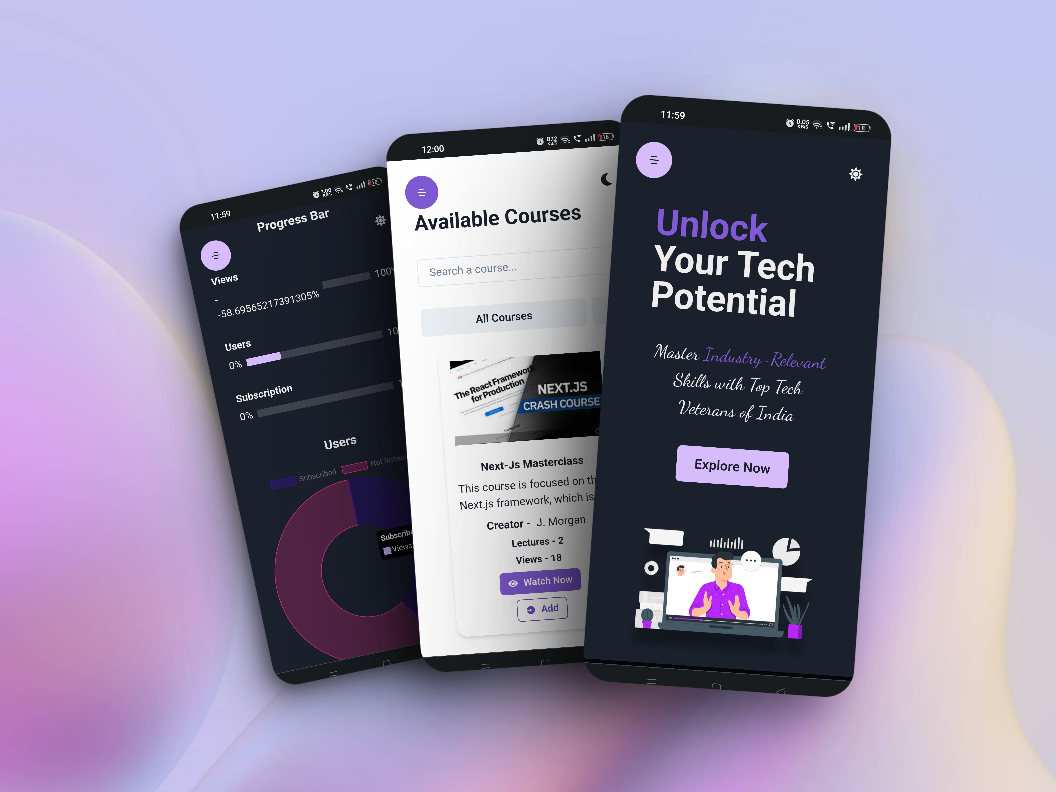 11:59
Progress Bar
Views
-
-58.69565217391305%
100%
Users
0%
10
Subscription
0%
Users
Subscribed
Not Subsc
Subscribe
Views
12:00
Available Courses
Search a course...
All Courses
The React Framework
for Production
NEXT.JS
CRASH COURSE
Next-Js Masterclass
This course is focused on th
Next.js framework, which is
Creator - J. Morgan
Lectures - 2
Views - 18
Watch Now
Add
11:59
Unlock
Your Tech
Potential
Master Industry-Relevant
Skills with Top Tech
Veterans of India
Explore Now